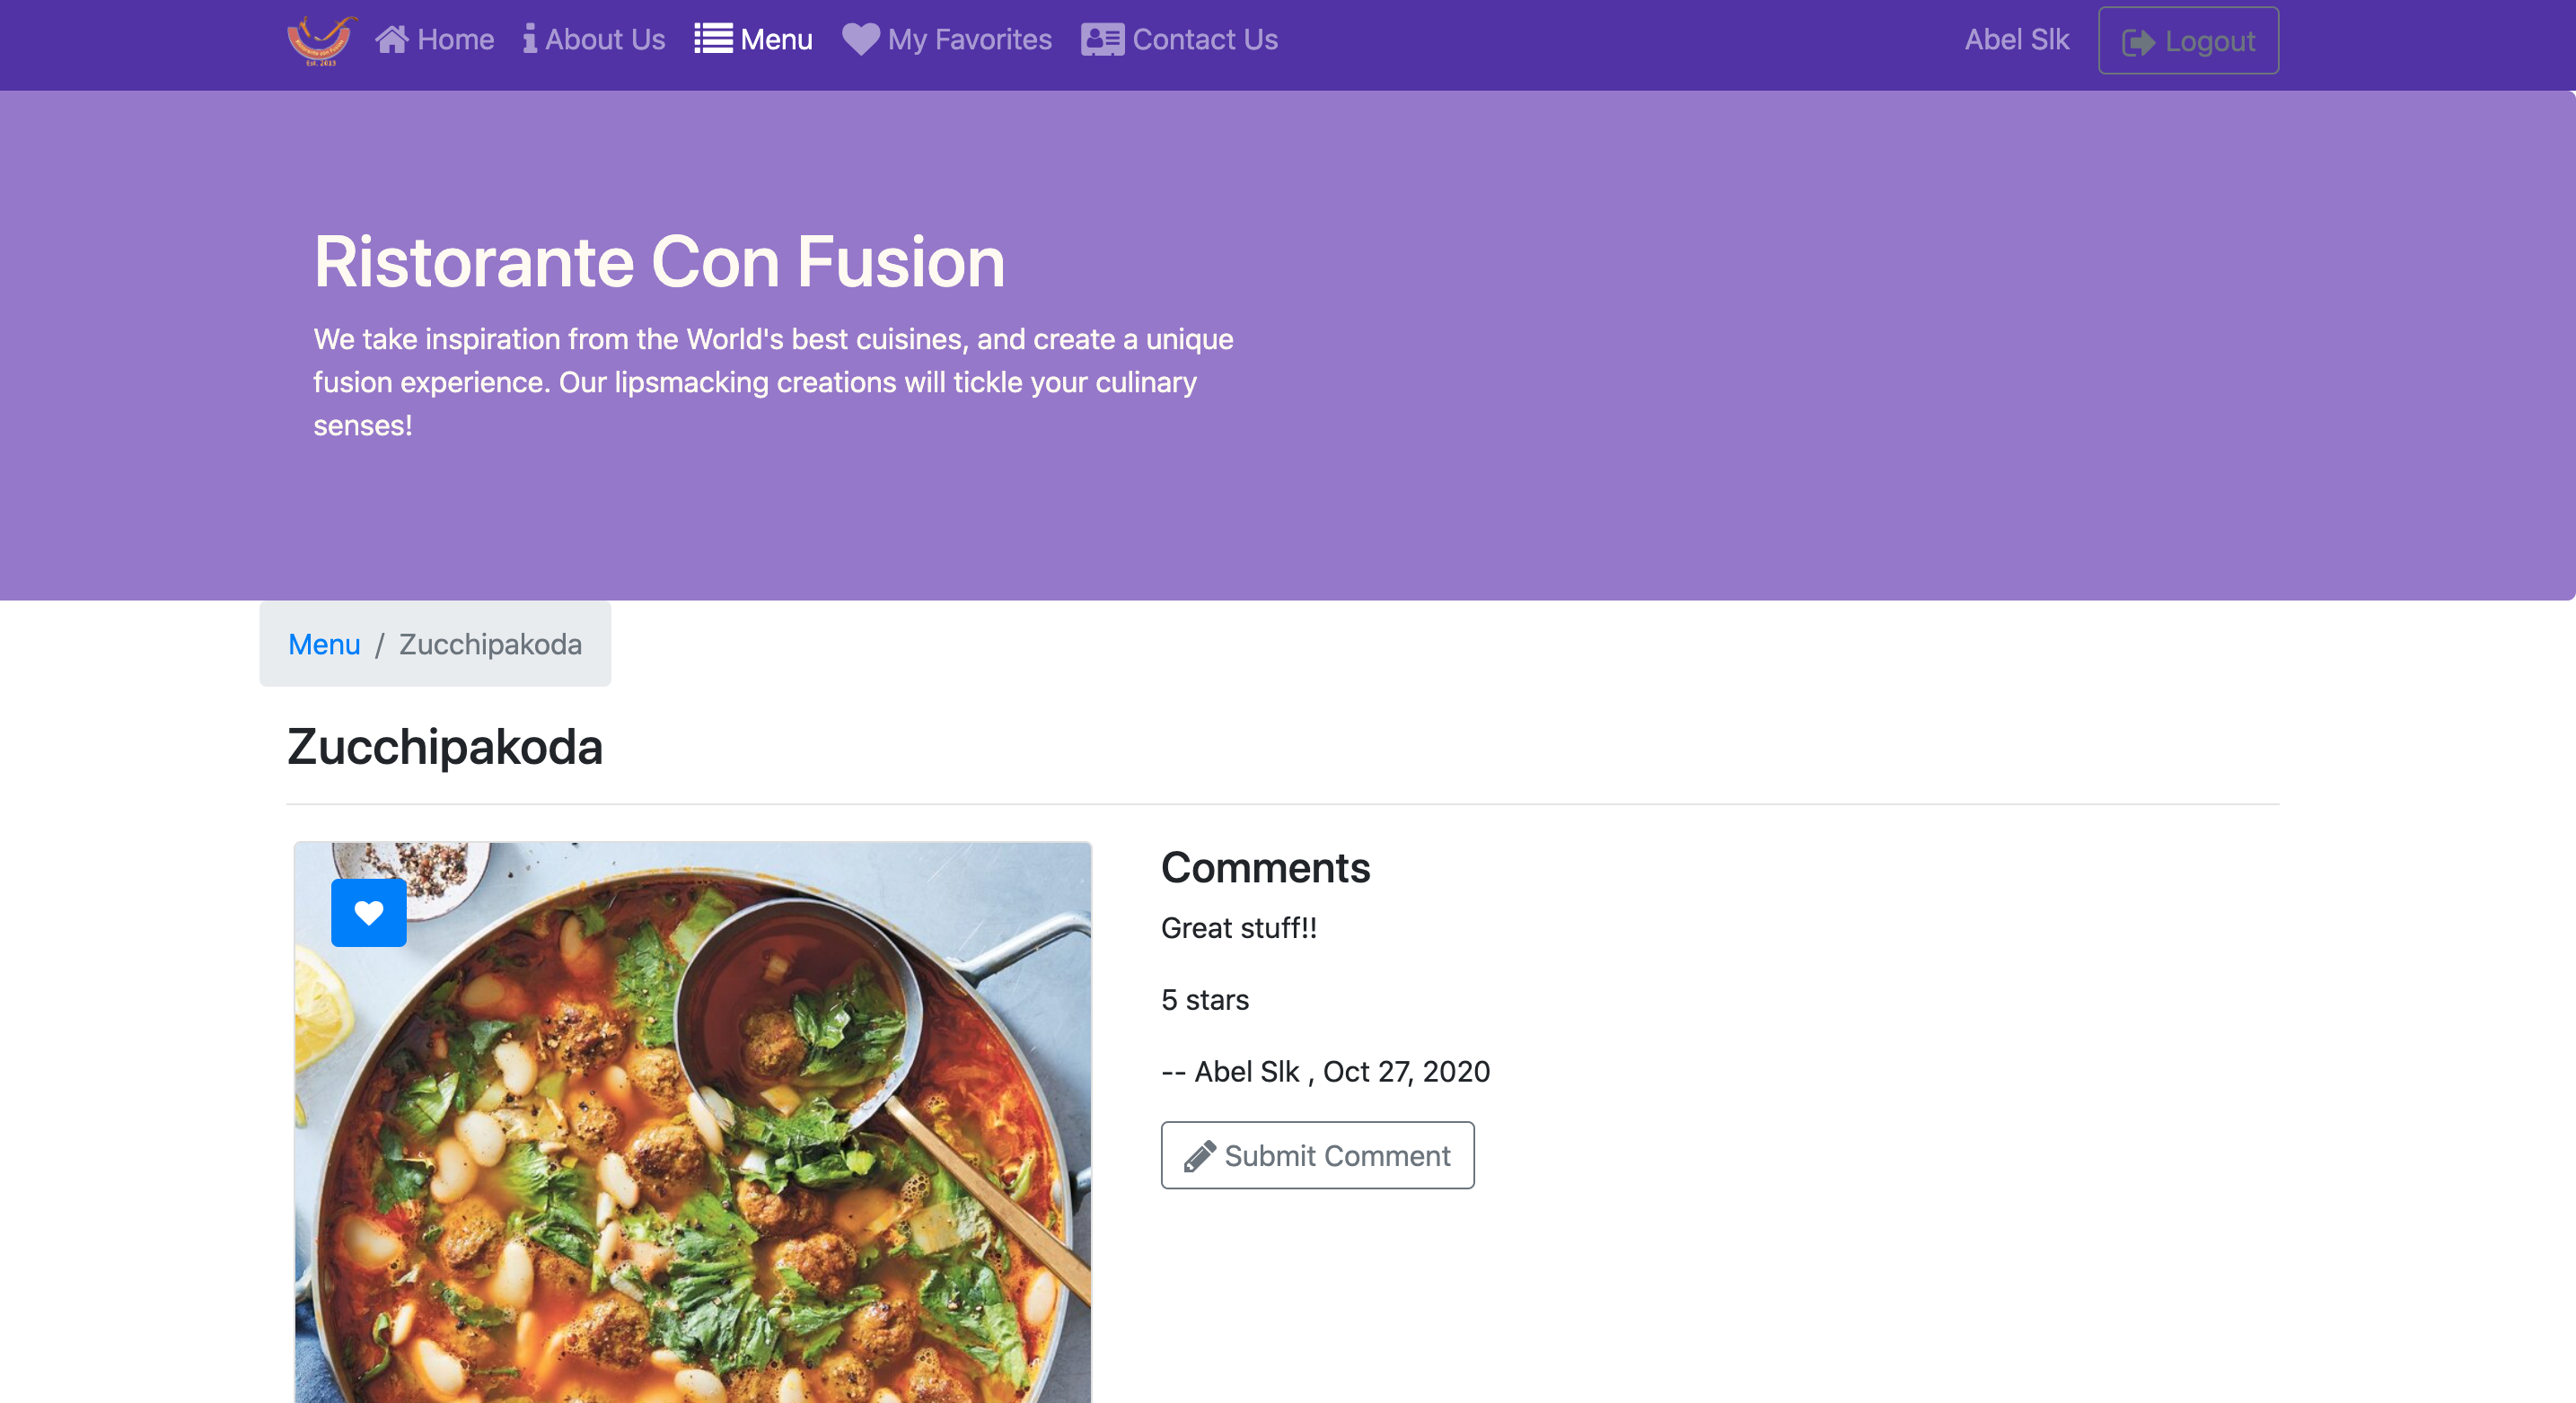 Est. 2013
Home About Us Menu My Favorites Contact Us Abel Slk Logout
Ristorante Con Fusion
We take inspiration from the World's best cuisines, and create a unique
fusion experience. Our lipsmacking creations will tickle your culinary
senses!
Menu / Zucchipakoda
Zucchipakoda
Comments
Great stuff!!
5 stars
-- Abel Slk , Oct 27, 2020
Submit Comment